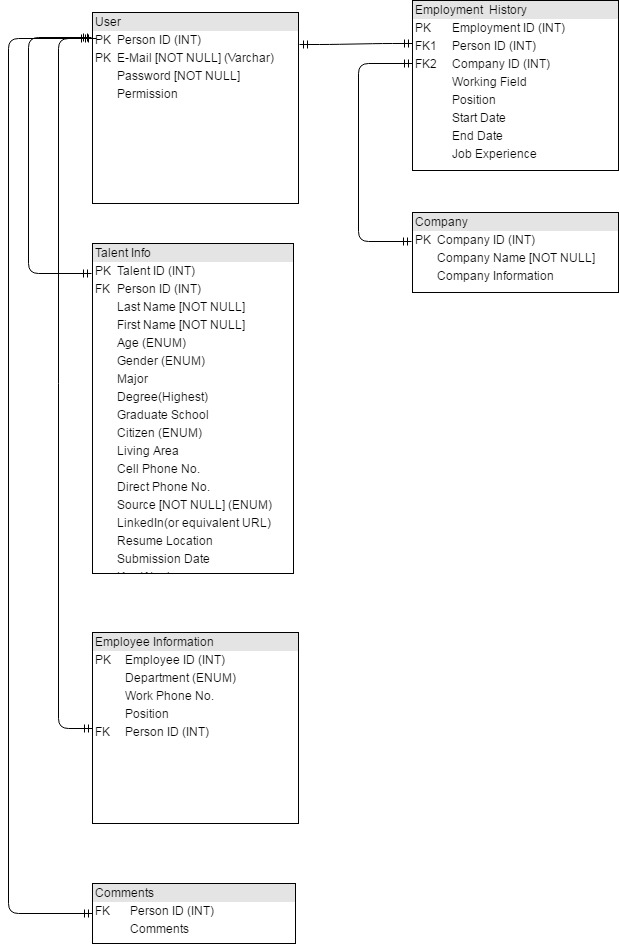 User
PK Person ID (INT)
PK E-Mail [NOT NULL] (Varchar)
Password [NOT NULL]
Permission
Employment History
PK Employment ID (INT)
FK1 Person ID (INT)
FK2 Company ID (INT)
Working Field
Position
Start Date
End Date
Job Experience
Company
PK Company ID (INT)
Company Name [NOT NULL]
Company Information
Talent Info
PK Talent ID (INT)
FK Person ID (INT)
Last Name [NOT NULL]
First Name [NOT NULL]
Age (ENUM)
Gender (ENUM)
Major
Degree(Highest)
Graduate School
Citizen (ENUM)
Living Area
Cell Phone No.
Direct Phone No.
Source [NOT NULL] (ENUM)
LinkedIn(or equivalent URL)
Resume Location
Submission Date
Employee Information
PK Employee ID (INT)
Department (ENUM)
Work Phone No.
Position
FK Person ID (INT)
Comments
FK Person ID (INT)
Comments